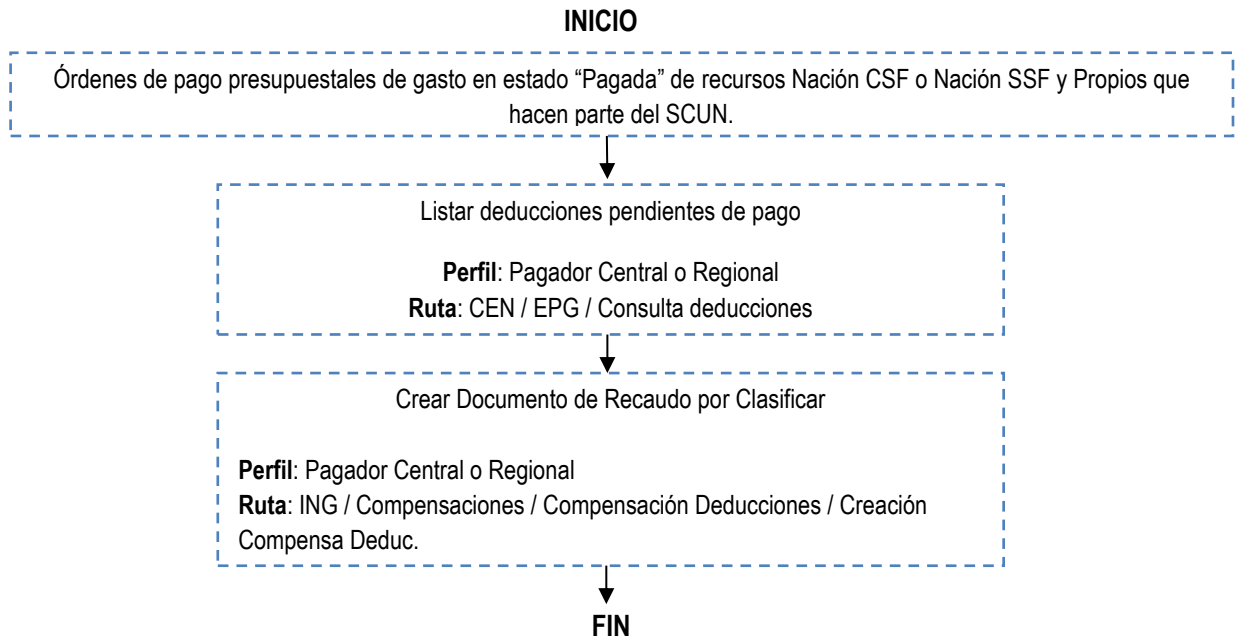 INICIO
Órdenes de pago presupuestales de gasto en estado “Pagada” de recursos Nación CSF o Nación SSF y Propios que
hacen parte del SCUN.
Listar deducciones pendientes de pago
Perfil: Pagador Central o Regional
Ruta: CEN / EPG / Consulta deducciones
Crear Documento de Recaudo por Clasificar
Perfil: Pagador Central o Regional
Ruta: ING / Compensaciones / Compensación Deducciones / Creación
Compensa Deduc.
FIN